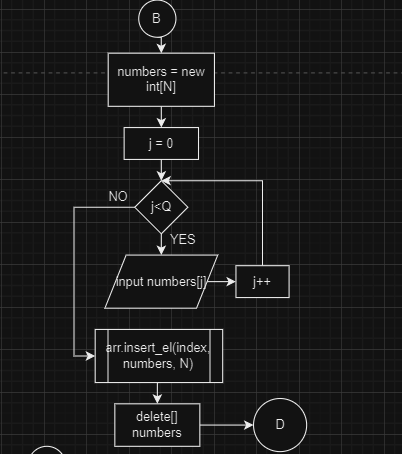 B
numbers = new
int[N]
j = 0
j<Q
NO
YES
input numbers[j]
j++
arr.insert_el(index,
numbers, N)
delete[]
numbers
D